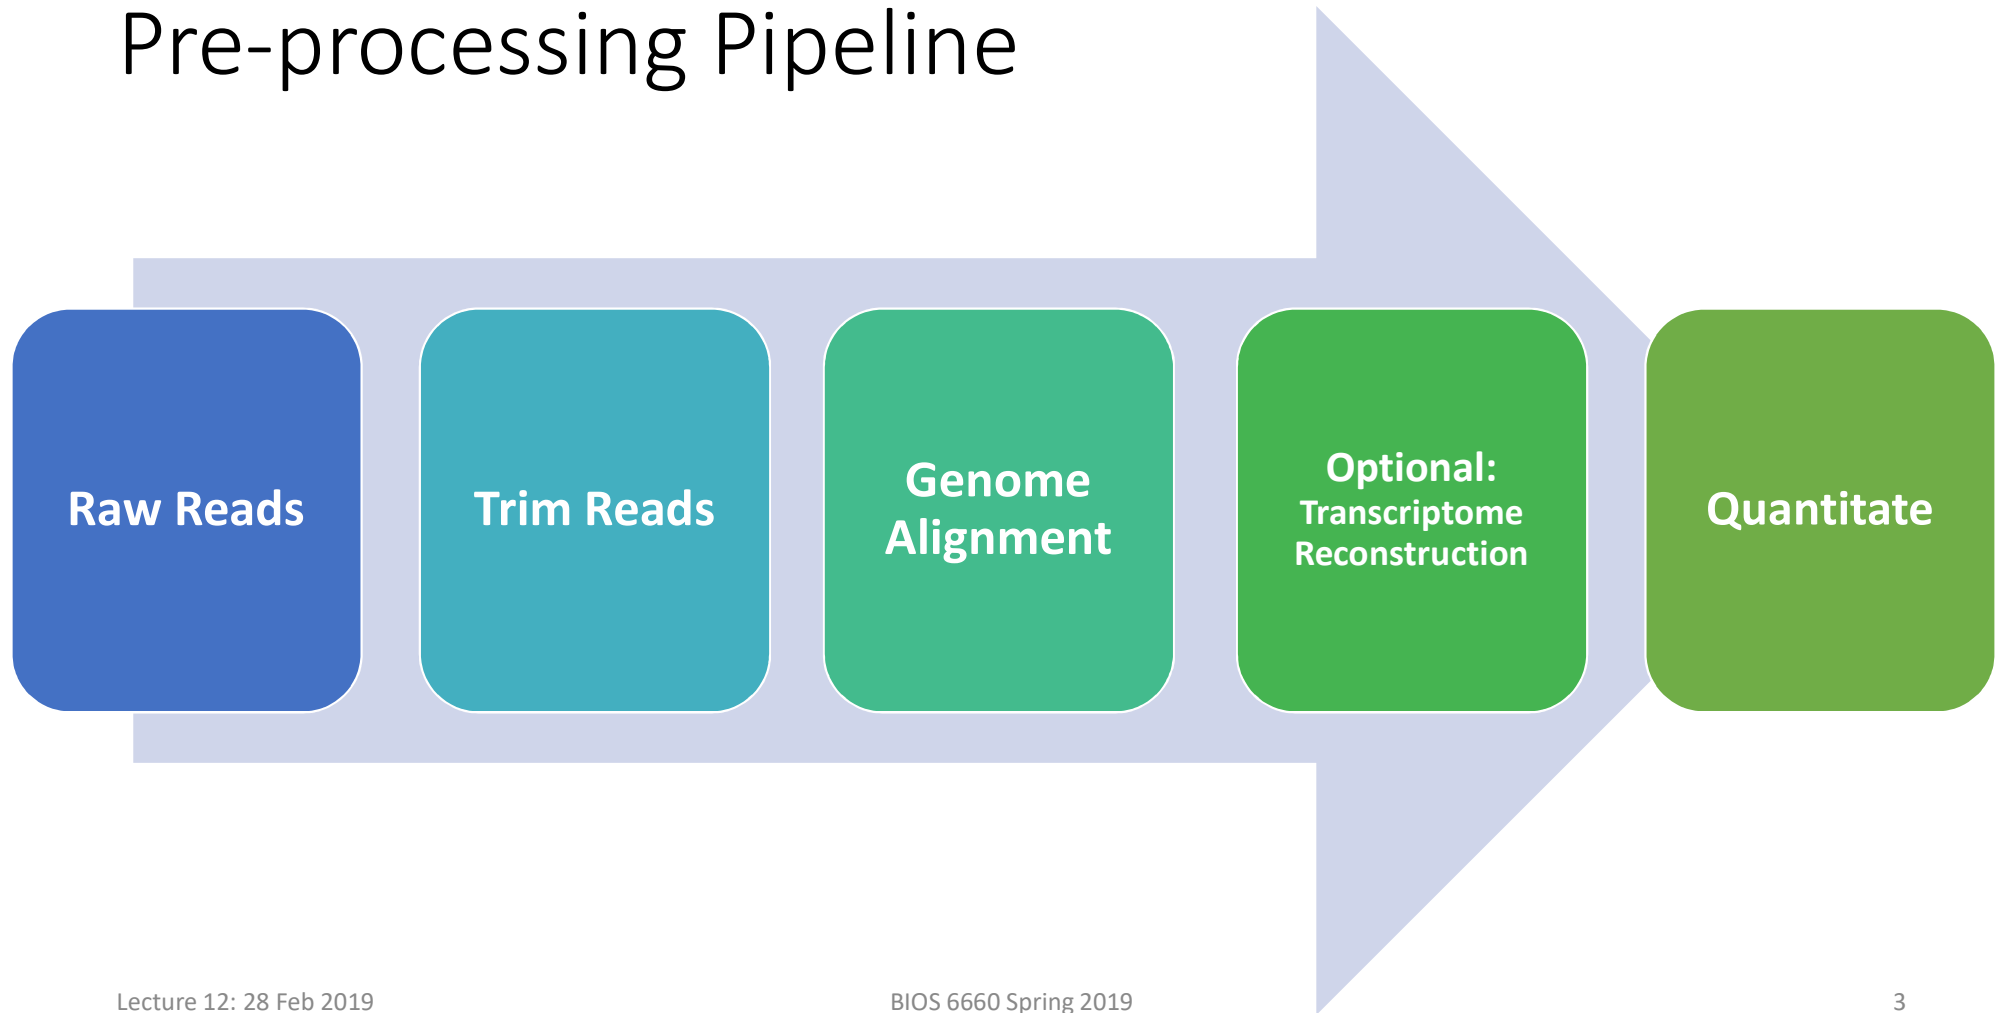 Pre-processing Pipeline
Raw Reads
Trim Reads
Genome
Alignment
Optional:
Transcriptome
Reconstruction
Quantitate
Lecture 12: 28 Feb 2019
BIOS 6660 Spring 2019
3